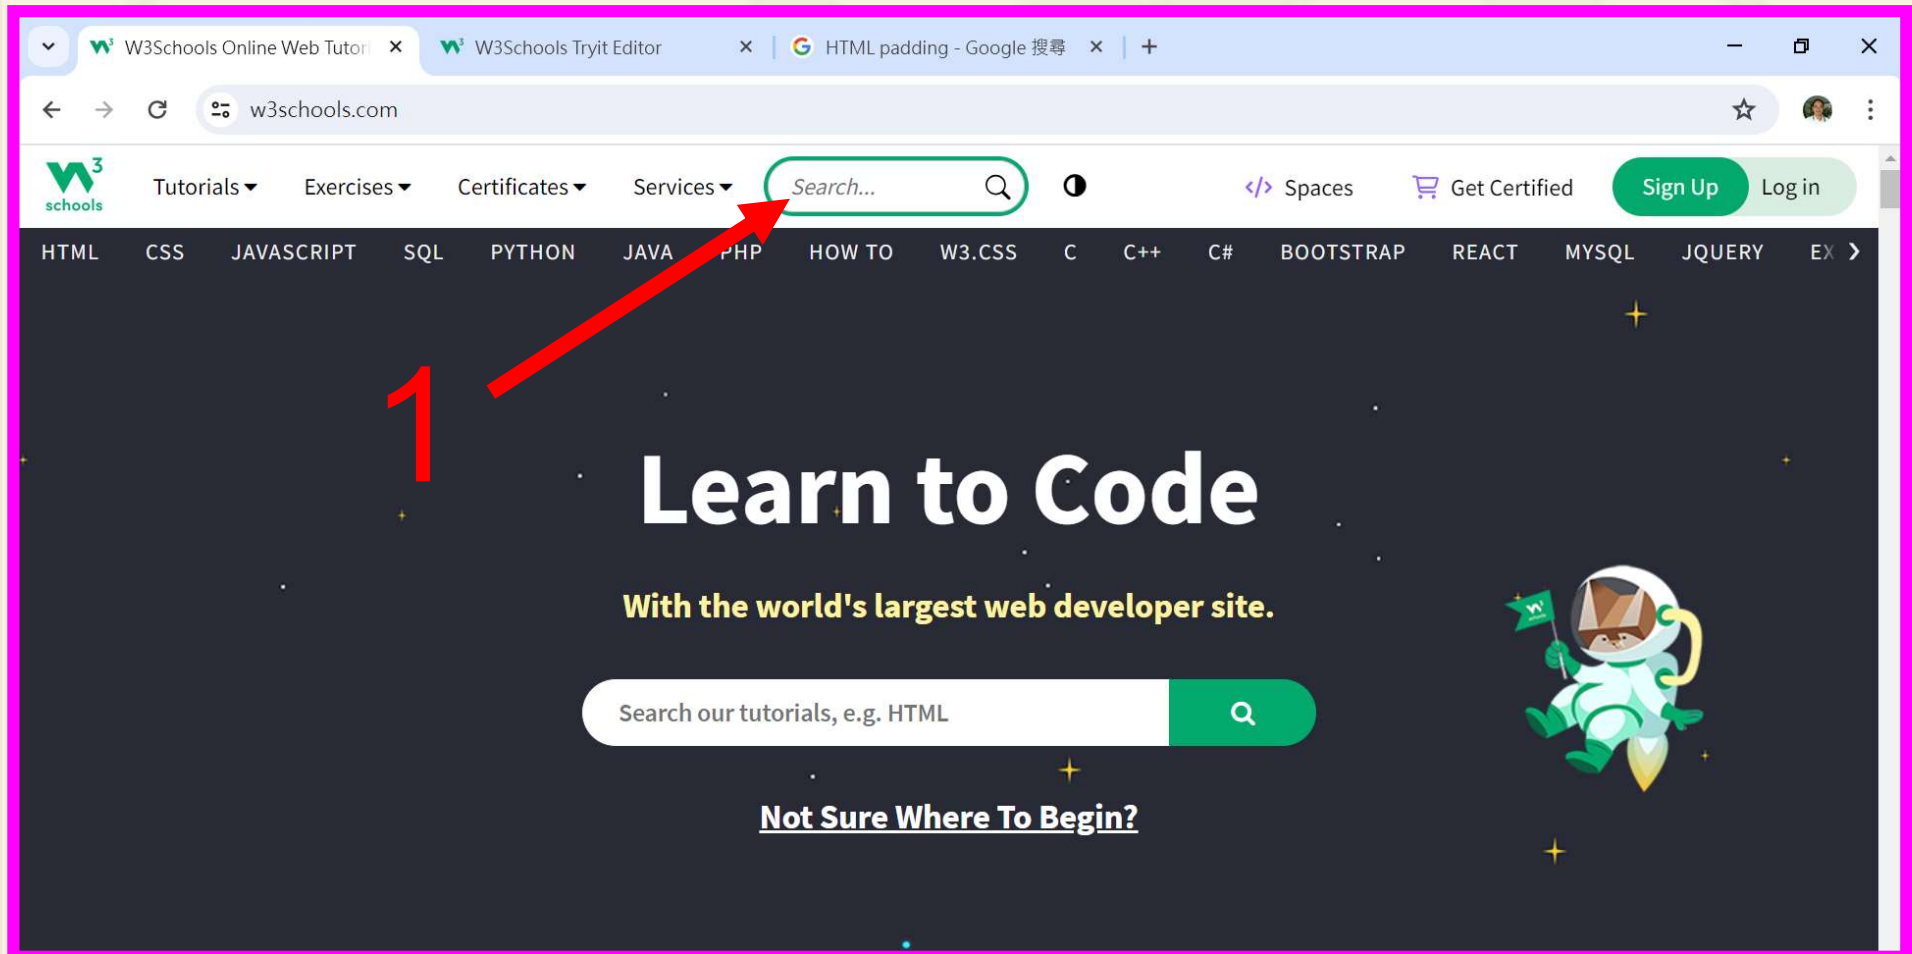 W3Schools Online Web Tutori
W3Schools Tryit Editor
HTML padding - Google 搜尋
w3schools.com
3
schools
Tutorials
Exercises
Certificates
Services
Search...
Spaces
Get Certified
Sign Up
Log in
HTML CSS JAVASCRIPT SQL PYTHON JAVA PHP HOW TO W3.CSS C C++ C# BOOTSTRAP REACT MYSQL JQUERY EX
1
Learn to Code
With the world's largest web developer site.
Search our tutorials, e.g. HTML
Not Sure Where To Begin?